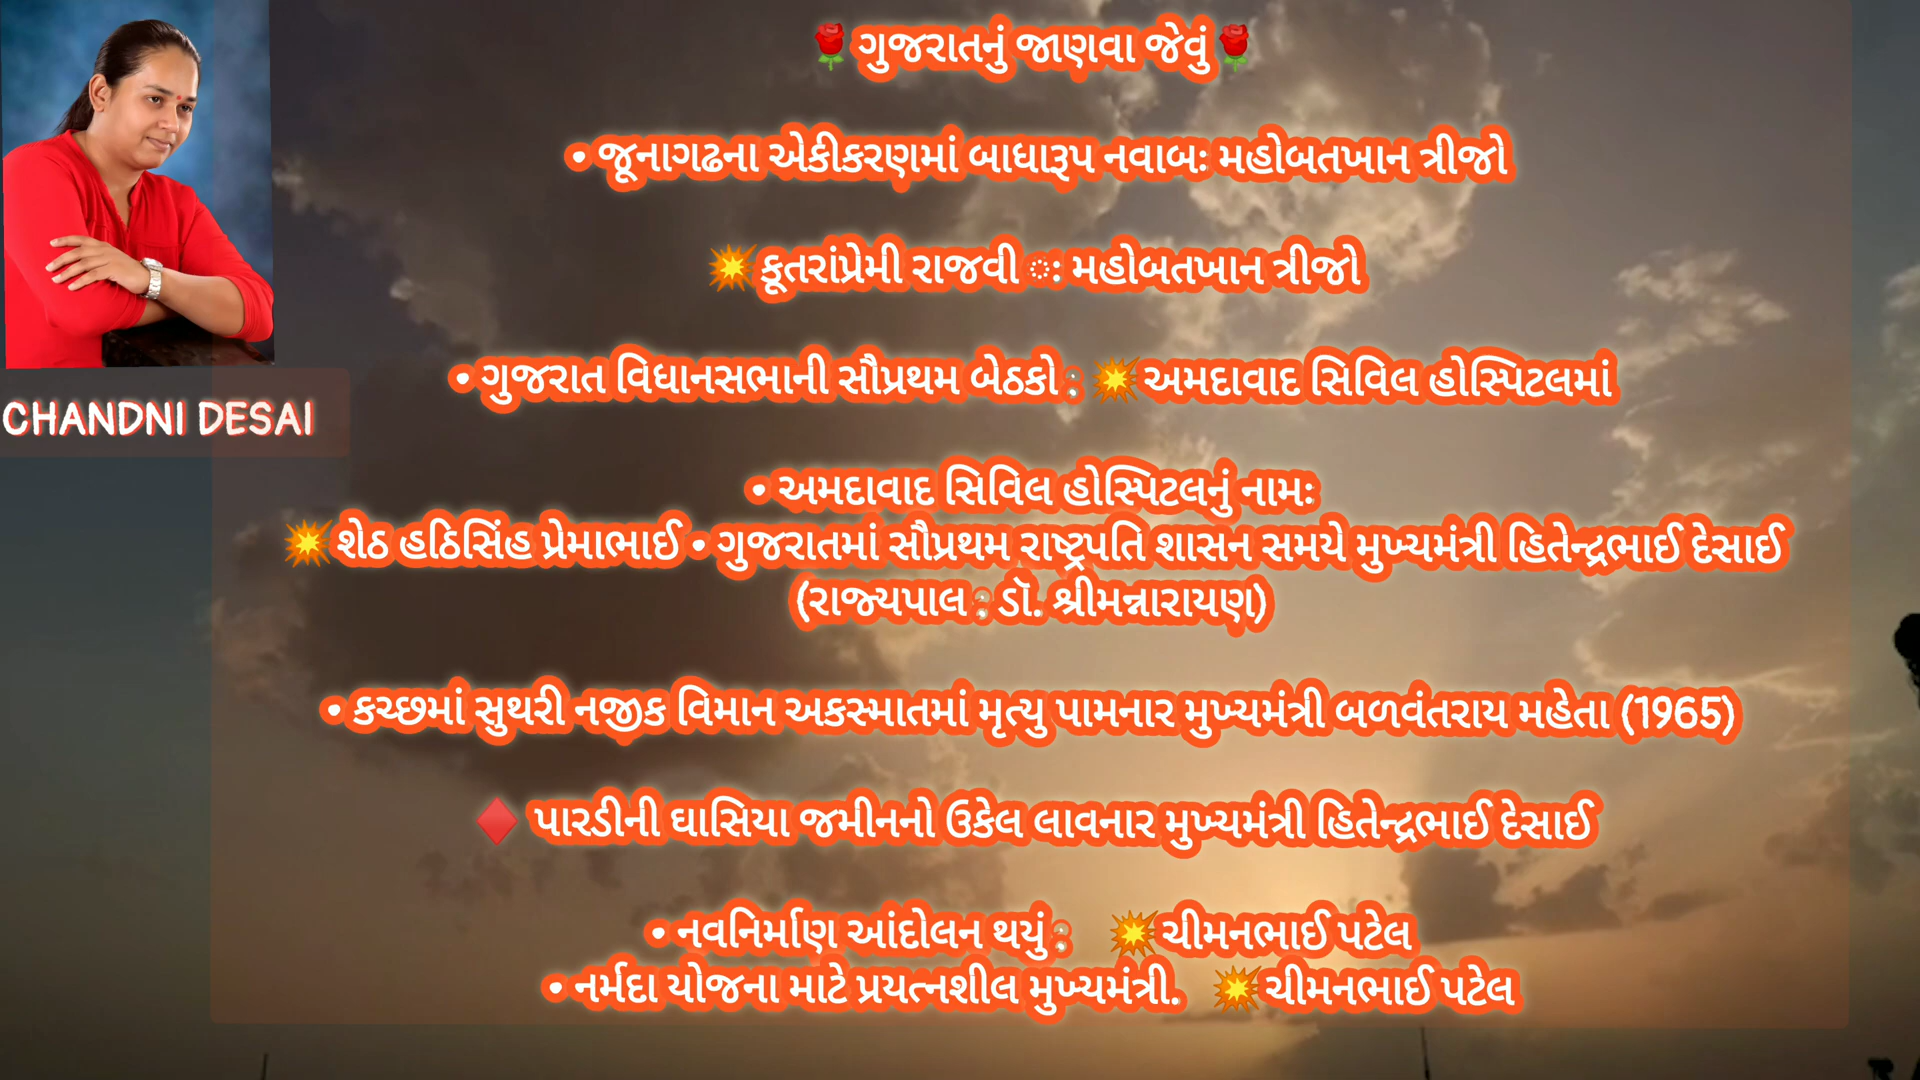 🌹ગુજરાતનું જાણવા જેવું🌹
• જૂનાગઢના એકીકરણમાં બાધારૂપ નવાબઃ મહોબતખાન ત્રીજો
💥કૂતરાંપ્રેમી રાજવી ઃ મહોબતખાન ત્રીજો
• ગુજરાત વિધાનસભાની સૌપ્રથમ બેઠકો : 💥અમદાવાદ સિવિલ હોસ્પિટલમાં
CHANDNI DESAI
• અમદાવાદ સિવિલ હોસ્પિટલનું નામઃ
💥શેઠ હઠિસિંહ પ્રેમાભાઈ • ગુજરાતમાં સૌપ્રથમ રાષ્ટ્રપતિ શાસન સમયે મુખ્યમંત્રી હિતેન્દ્રભાઈ દેસાઈ
(રાજ્યપાલ : ડૉ. શ્રીમન્નારાયણ)
• કચ્છમાં સુથરી નજીક વિમાન અકસ્માતમાં મૃત્યુ પામનાર મુખ્યમંત્રી બળવંતરાય મહેતા (1965)
♦️ પારડીની ઘાસિયા જમીનનો ઉકેલ લાવનાર મુખ્યમંત્રી હિતેન્દ્રભાઈ દેસાઈ
• નવનિર્માણ આંદોલન થયું : 💥ચીમનભાઈ પટેલ
• નર્મદા યોજના માટે પ્રયત્નશીલ મુખ્યમંત્રી. 💥ચીમનભાઈ પટેલ